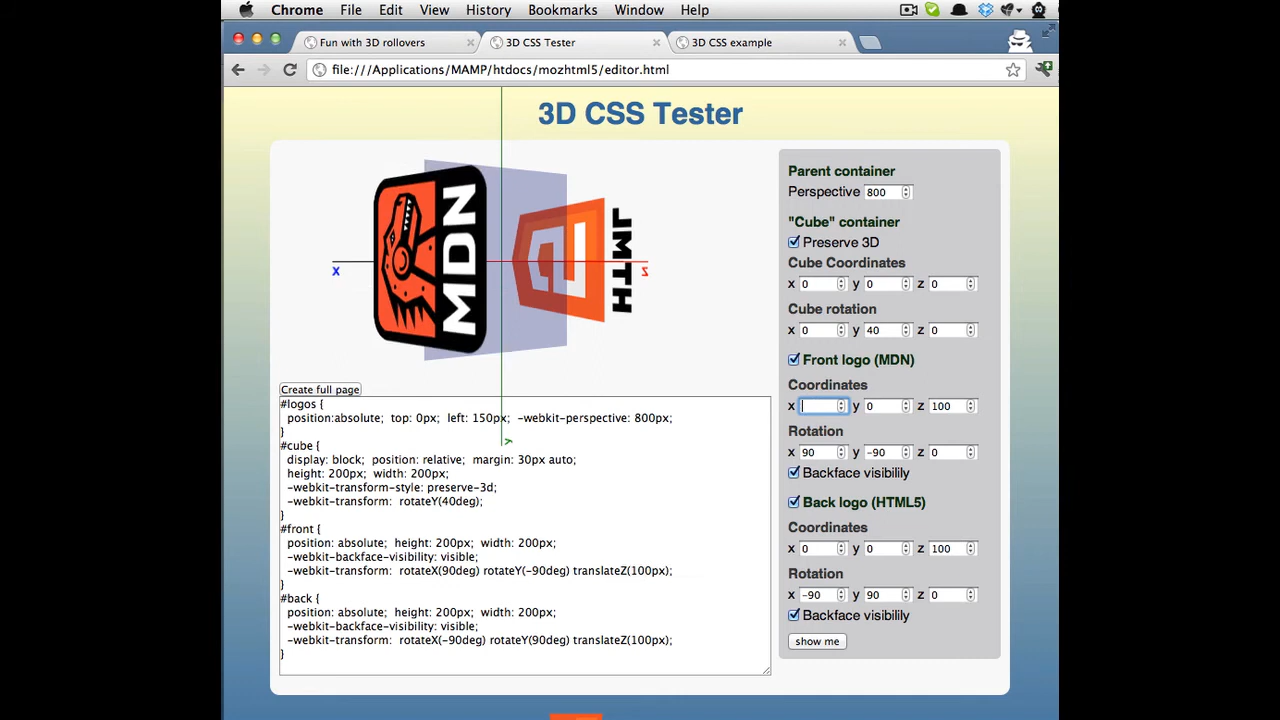 Chrome File Edit View History Bookmarks Window Help
Fun with 3D rollovers
3D CSS Tester
3D CSS example
file:///Applications/MAMP/htdocs/mozhtml5/editor.html
3D CSS Tester
MDN
HTML
X
Z
Y
Create full page
#logos {
position:absolute; top: 0px; left: 150px; -webkit-perspective: 800px;
}
#cube {
display: block; position: relative; margin: 30px auto;
height: 200px; width: 200px;
-webkit-transform-style: preserve-3d;
-webkit-transform: rotateY(40deg);
}
#front {
position: absolute; height: 200px; width: 200px;
-webkit-backface-visibility: visible;
-webkit-transform: rotateX(90deg) rotateY(-90deg) translateZ(100px);
}
#back {
position: absolute; height: 200px; width: 200px;
-webkit-backface-visibility: visible;
-webkit-transform: rotateX(-90deg) rotateY(90deg) translateZ(100px);
}
Parent container
Perspective 800
"Cube" container
Preserve 3D
Cube Coordinates
x 0 y 0 z 0
Cube rotation
x 0 y 40 z 0
Front logo (MDN)
Coordinates
x y 0 z 100
Rotation
x 90 y -90 z 0
Backface visibilily
Back logo (HTML5)
Coordinates
x 0 y 0 z 100
Rotation
x -90 y 90 z 0
Backface visibilily
show me